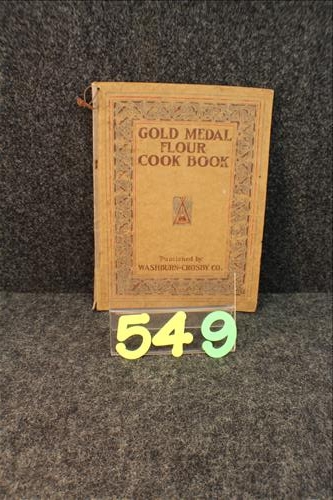 GOLD MEDAL
FLOUR
COOK BOOK
A
Published by
WASHBURN-CROSBY CO.
549